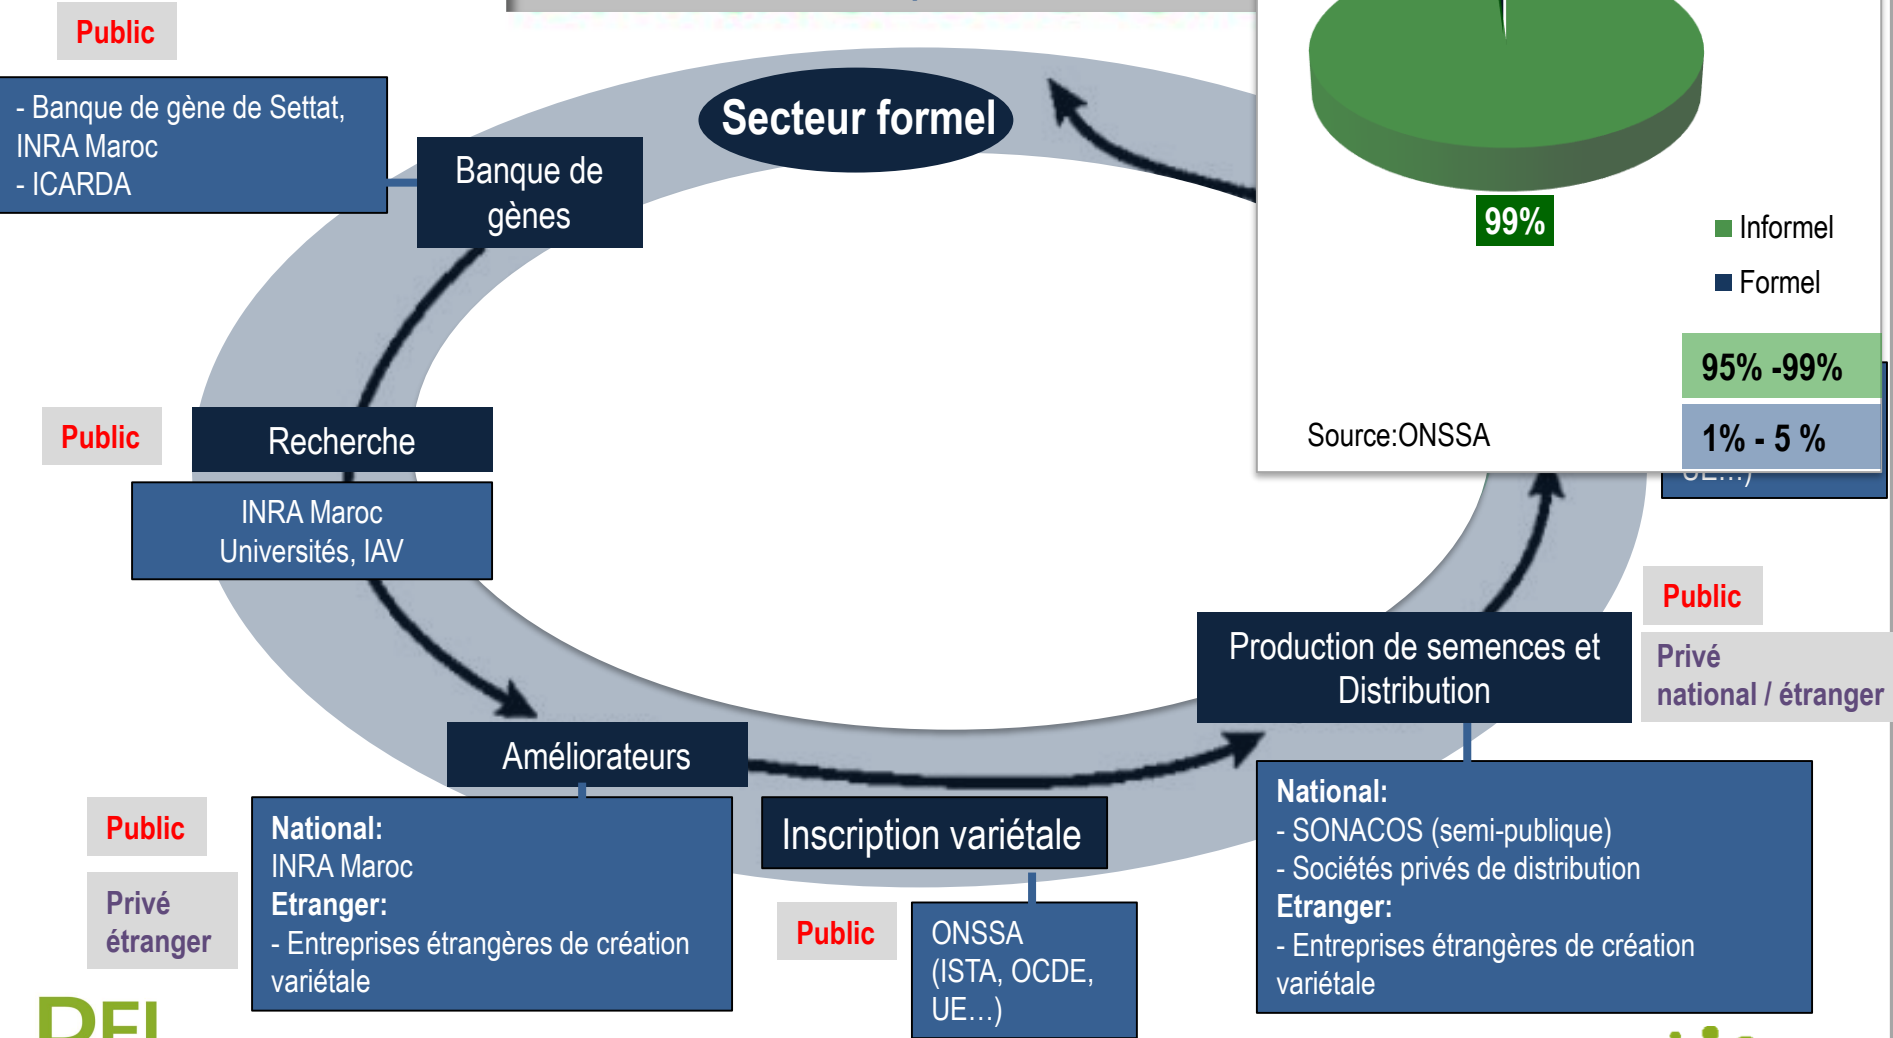 Public
- Banque de gène de Settat,
INRA Maroc
- ICARDA
Banque de
gènes
Secteur formel
99%
Informel
Formel
95% -99%
1% - 5 %
Source:ONSSA
UE...)
Public
Recherche
INRA Maroc
Universités, IAV
Public
Privé
national / étranger
Production de semences et
Distribution
National:
- SONACOS (semi-publique)
- Sociétés privés de distribution
Etranger:
- Entreprises étrangères de création
variétale
Améliorateurs
Public
Privé
étranger
National:
INRA Maroc
Etranger:
- Entreprises étrangères de création
variétale
Inscription variétale
Public
ONSSA
(ISTA, OCDE,
UE...)